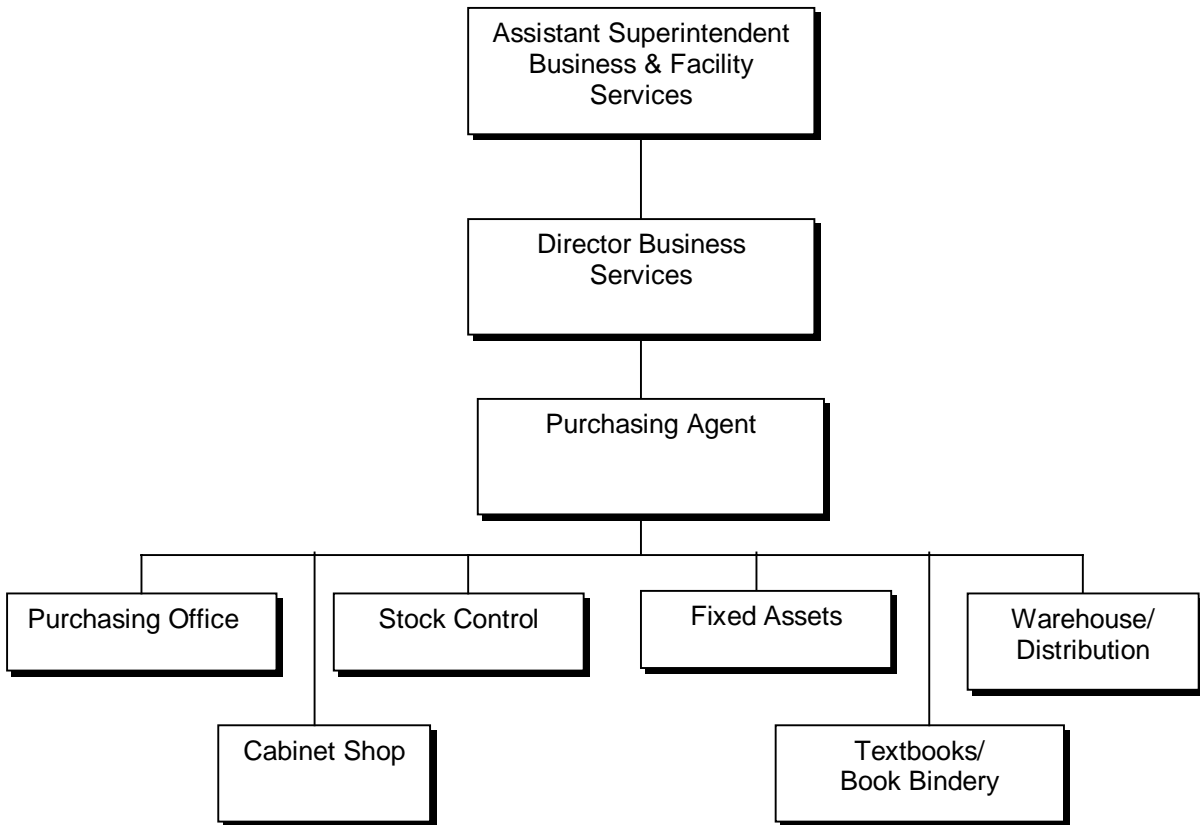 Assistant Superintendent
Business & Facility
Services
Director Business
Services
Purchasing Agent
Purchasing Office
Stock Control
Fixed Assets
Warehouse/
Distribution
Cabinet Shop
Textbooks/
Book Bindery